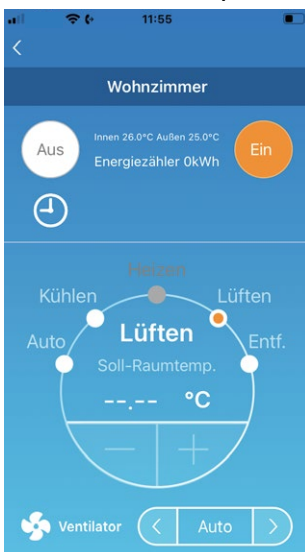 11:55
Wohnzimmer
Aus
Innen 26.0°C Außen 25.0°C
Energiezähler 0kWh
Ein
Heizen
Kühlen
Lüften
Auto
Lüften
Entf.
Soll-Raumtemp.
--.-- °C
Ventilator
Auto